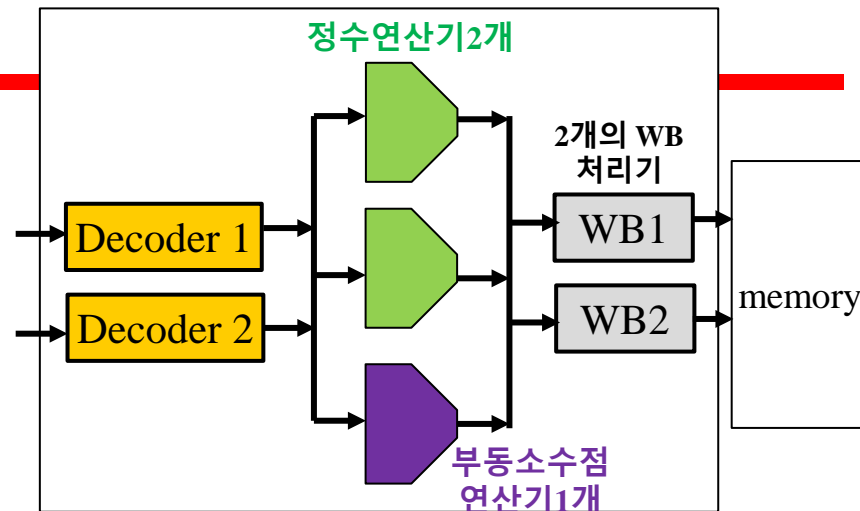 정수연산기2개
2개의 WB
처리기
Decoder 1
WB1
Decoder 2
WB2
memory
부동소수점
연산기1개